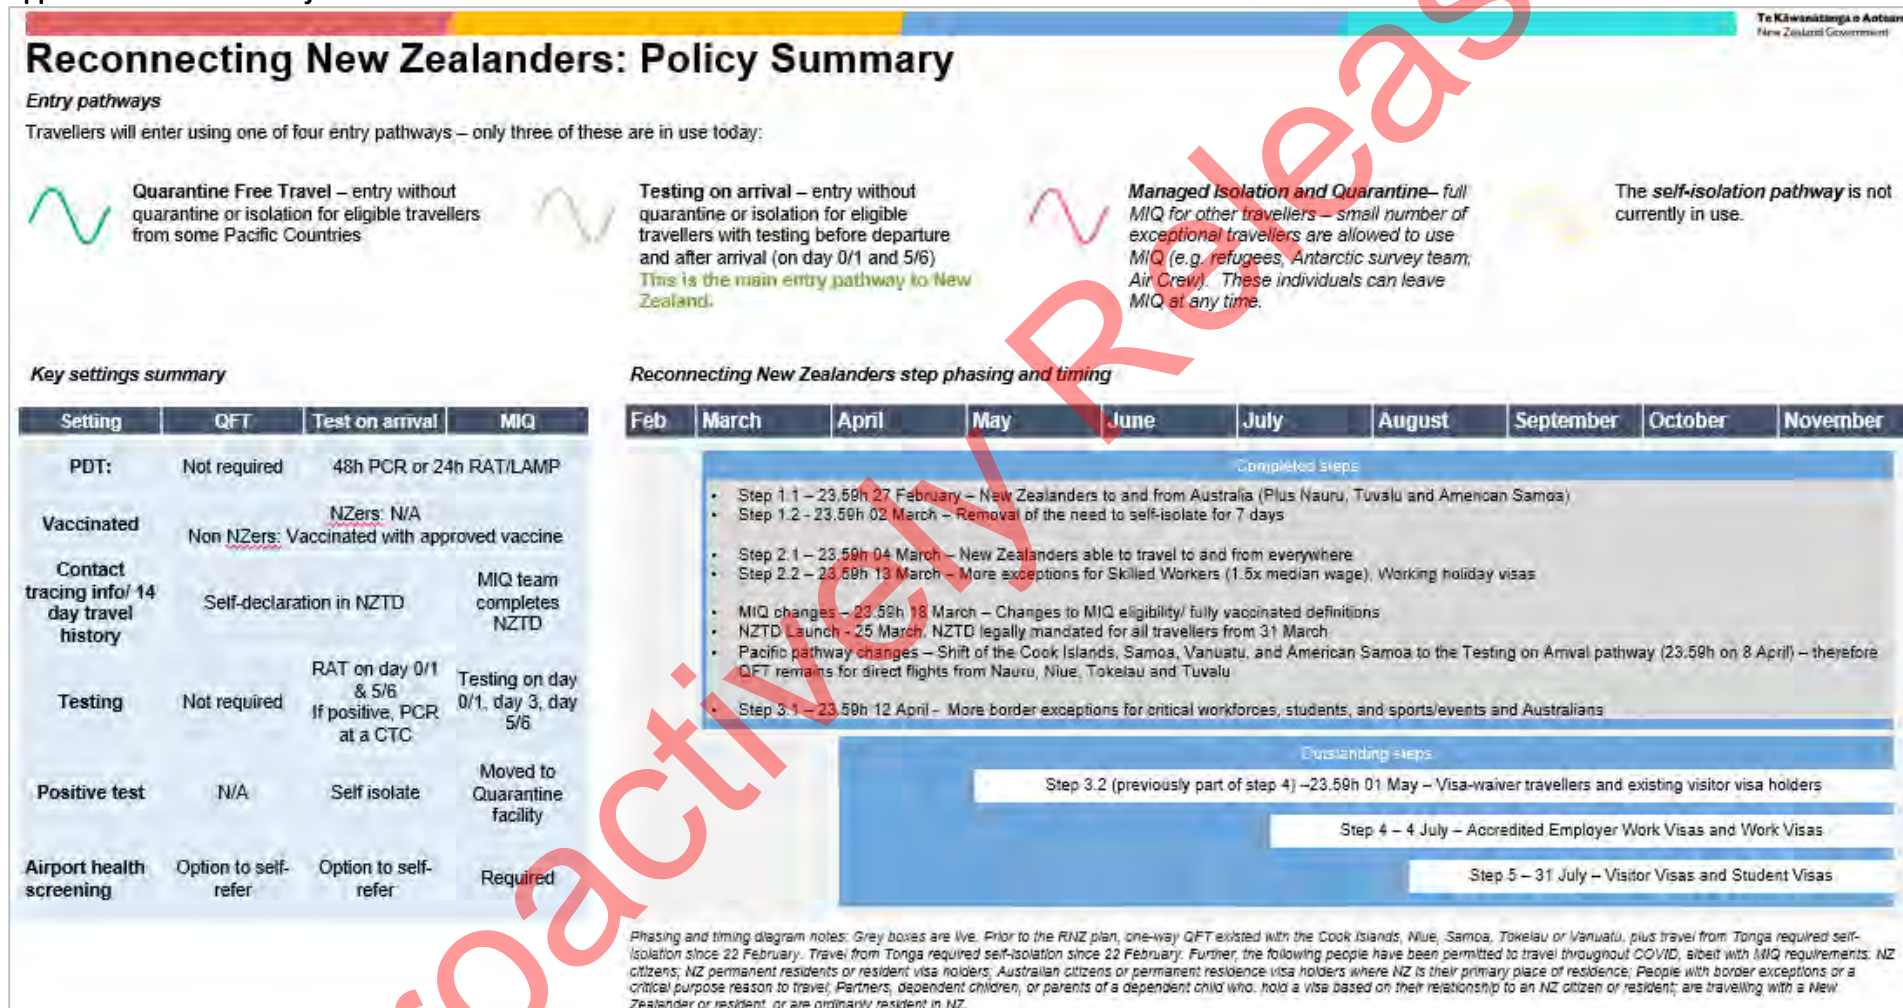 Te Kāwanatanga o Aotear
New Zealand Government
Reconnecting New Zealanders: Policy Summary
Entry pathways
Travellers will enter using one of four entry pathways – only three of these are in use today:
Quarantine Free Travel – entry without
quarantine or isolation for eligible travellers
from some Pacific Countries
Testing on arrival – entry without
quarantine or isolation for eligible
travellers with testing before departure
and after arrival (on day 0/1 and 5/6)
This is the main entry pathway to New
Zealand.
Managed Isolation and Quarantine– full
MIQ for other travellers – small number of
exceptional travellers are allowed to use
MIQ (e.g. refugees, Antarctic survey team,
Air Crew). These individuals can leave
MIQ at any time.
The self-isolation pathway is not
currently in use.
Key settings summary
Setting QFT Test on arrival MIQ
PDT: Not required 48h PCR or 24h RAT/LAMP
Vaccinated NZers: N/A
Non NZers: Vaccinated with approved vaccine
Contact
tracing info/ 14
day travel
history
Self-declaration in NZTD
MIQ team
completes
NZTD
Testing
Not required
RAT on day 0/1
& 5/6
If positive, PCR
at a CTC
Testing on day
0/1, day 3, day
5/6
Positive test
N/A
Self isolate
Moved to
Quarantine
facility
Airport health
screening
Option to self-
refer
Option to self-
refer
Required
Reconnecting New Zealanders step phasing and timing
Feb March April May June July August September October November
Completed steps
• Step 1.1 – 23.59h 27 February – New Zealanders to and from Australia (Plus Nauru, Tuvalu and American Samoa)
• Step 1.2 - 23.59h 02 March – Removal of the need to self-isolate for 7 days
• Step 2.1 – 23.59h 04 March – New Zealanders able to travel to and from everywhere
• Step 2.2 – 23.59h 13 March – More exceptions for Skilled Workers (1.5x median wage), Working holiday visas
• MIQ changes – 23.59h 18 March – Changes to MIQ eligibility/ fully vaccinated definitions
• NZTD Launch - 25 March, NZTD legally mandated for all travellers from 31 March
• Pacific pathway changes – Shift of the Cook Islands, Samoa, Vanuatu, and American Samoa to the Testing on Arrival pathway (23.59h on 8 April) – therefore
QFT remains for direct flights from Nauru, Niue, Tokelau and Tuvalu
• Step 3.1 – 23.59h 12 April - More border exceptions for critical workforces, students, and sports/events and Australians
Outstanding steps
Step 3.2 (previously part of step 4) –23.59h 01 May – Visa-waiver travellers and existing visitor visa holders
Step 4 – 4 July – Accredited Employer Work Visas and Work Visas
Step 5 – 31 July – Visitor Visas and Student Visas
Phasing and timing diagram notes: Grey boxes are live. Prior to the RNZ plan, one-way QFT existed with the Cook Islands, Niue, Samoa, Tokelau or Vanuatu, plus travel from Tonga required self-
isolation since 22 February. Travel from Tonga required self-isolation since 22 February. Further, the following people have been permitted to travel throughout COVID, albeit with MIQ requirements. NZ
citizens; NZ permanent residents or resident visa holders; Australian citizens or permanent residence visa holders where NZ is their primary place of residence; People with border exceptions or a
critical purpose reason to travel; Partners, dependent children, or parents of a dependent child who: hold a visa based on their relationship to an NZ citizen or resident; are travelling with a New
Zealander or resident, or are ordinarily resident in NZ.
roactively Releas